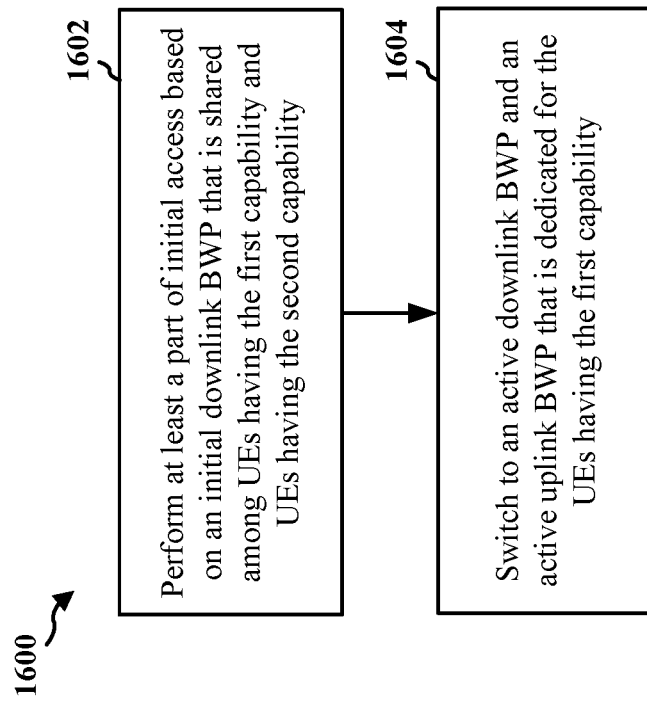 1600
1602
Perform at least a part of initial access based
on an initial downlink BWP that is shared
among UEs having the first capability and
UEs having the second capability
1604
Switch to an active downlink BWP and an
active uplink BWP that is dedicated for the
UEs having the first capability